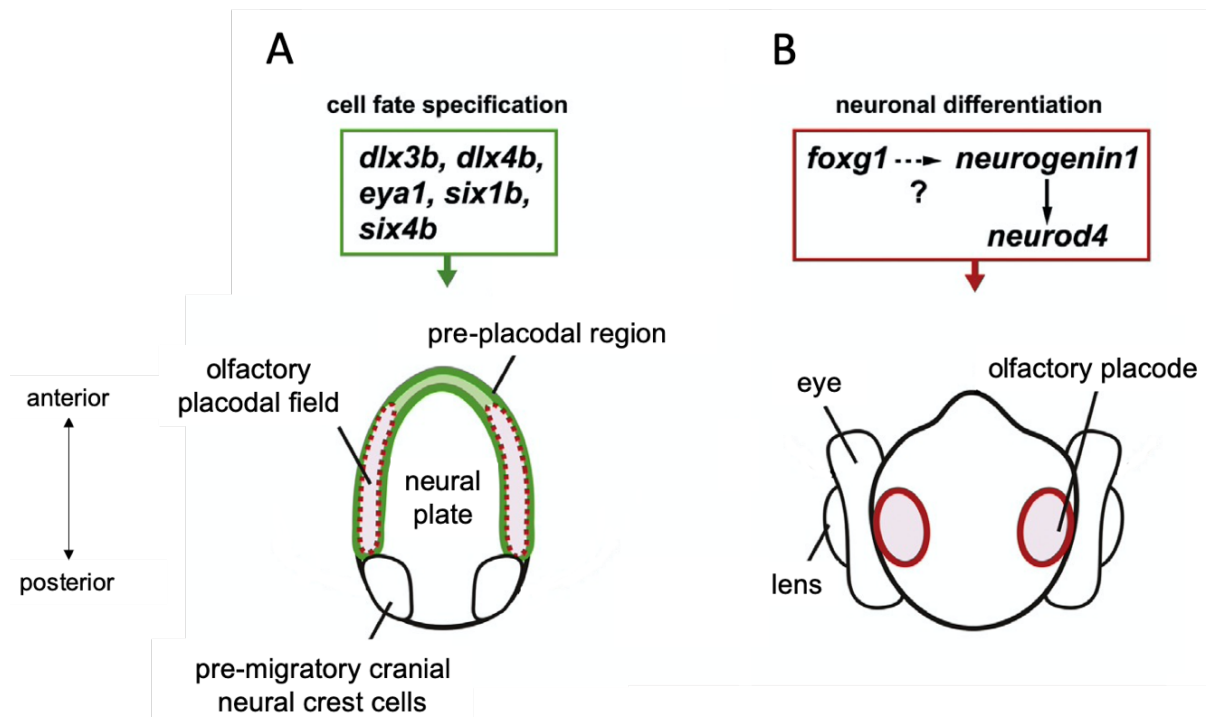 A
cell fate specification
dlx3b, dlx4b,
eya1, six1b,
six4b
B
neuronal differentiation
foxg1 neurogenin1
?
neurod4
anterior
posterior
pre-placodal region
olfactory
placodal field
neural
plate
pre-migratory cranial
neural crest cells
eye
olfactory placode
lens